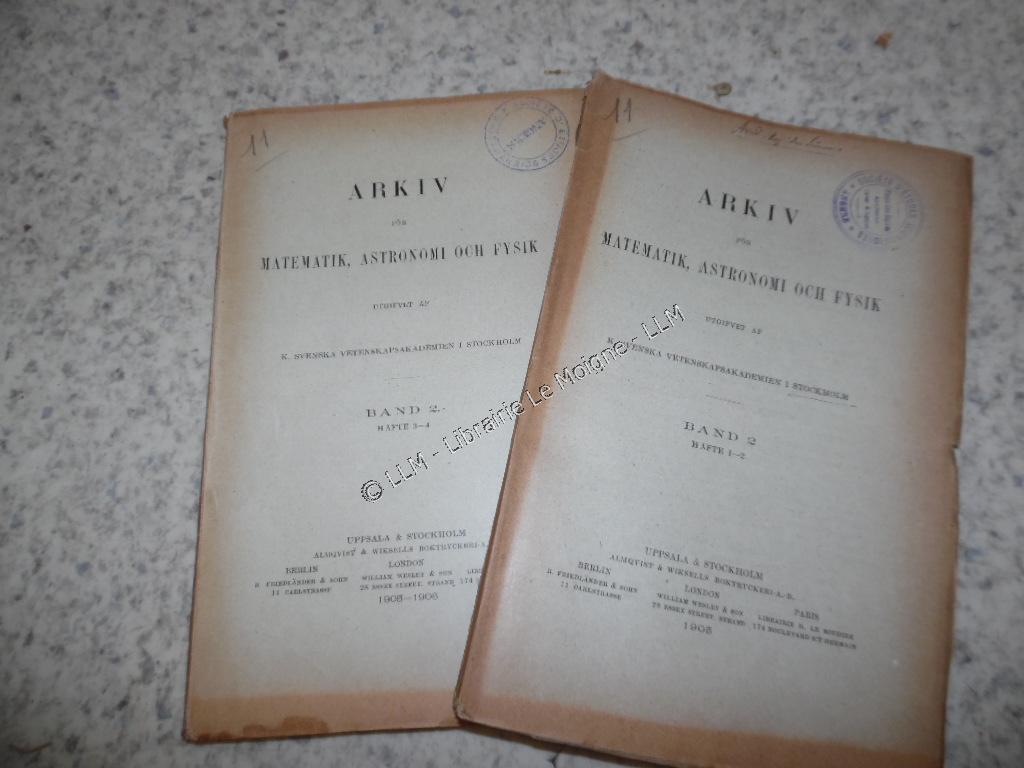 11
ARKIV
FÖR
MATEMATIK, ASTRONOMI OCH FYSIK
UTGIFVET AF
K. SVENSKA VETENSKAPSAKADEMIEN I STOCKHOLM
BAND 2.
HÄFTE 3–4
UPPSALA & STOCKHOLM
ALMQVIST & WIKSELLS BOKTRYCKERI-A.
BERLIN
LONDON
R. FRIEDLÄNDER & SOHN
WILLIAM WESLEY & SON
11 CARLSTRASSE
28 ESSEX STREET, STRAND
174
1905–1906
11
ARKIV
FÖR
MATEMATIK, ASTRONOMI OCH FYSIK
UTGIFVET AF
K. SVENSKA VETENSKAPSAKADEMIEN I STOCKHOLM
BAND 2
HÄFTE 1–2
UPPSALA & STOCKHOLM
ALMQVIST & WIKSELLS BOKTRYCKERI-A.-B.
BERLIN
LONDON
PARIS
R. FRIEDLÄNDER & SOHN
WILLIAM WESLEY & SON
LIBRAIRIE H. LE SOUDIER
11 CARLSTRASSE
28 ESSEX STREET, STRAND
174 BOULEVARD S:T GERMAIN
1905
© LLM - Librairie Le Moigne - LLM